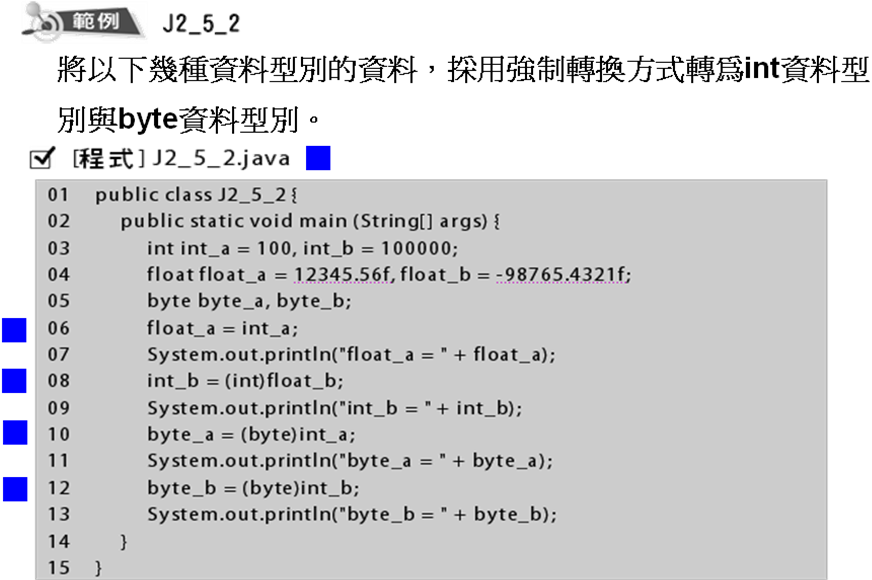 範例 J2_5_2
將以下幾種資料型別的資料，採用強制轉換方式轉為int資料型
別與byte資料型別。
[程式] J2_5_2.java
01 public class J2_5_2 {
02 public static void main (String[] args) {
03 int int_a = 100, int_b = 100000;
04 float float_a = 12345.56f, float_b = -98765.4321f;
05 byte byte_a, byte_b;
06 float_a = int_a;
07 System.out.println("float_a = " + float_a);
08 int_b = (int)float_b;
09 System.out.println("int_b = " + int_b);
10 byte_a = (byte)int_a;
11 System.out.println("byte_a = " + byte_a);
12 byte_b = (byte)int_b;
13 System.out.println("byte_b = " + byte_b);
14 }
15 }